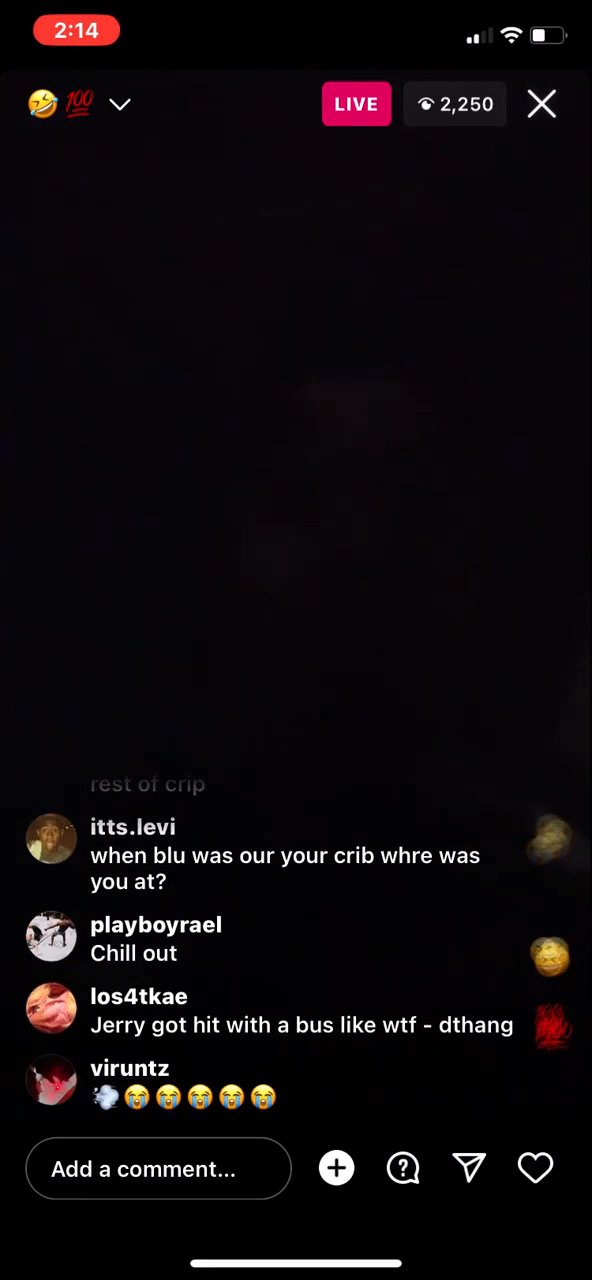 2:14
🤣 💯
LIVE
2,250
rest of crip
itts.levi
when blu was our your crib whre was
you at?
playboyrael
Chill out
los4tkae
Jerry got hit with a bus like wtf - dthang
viruntz
💨😭😭😭😭😭
Add a comment...